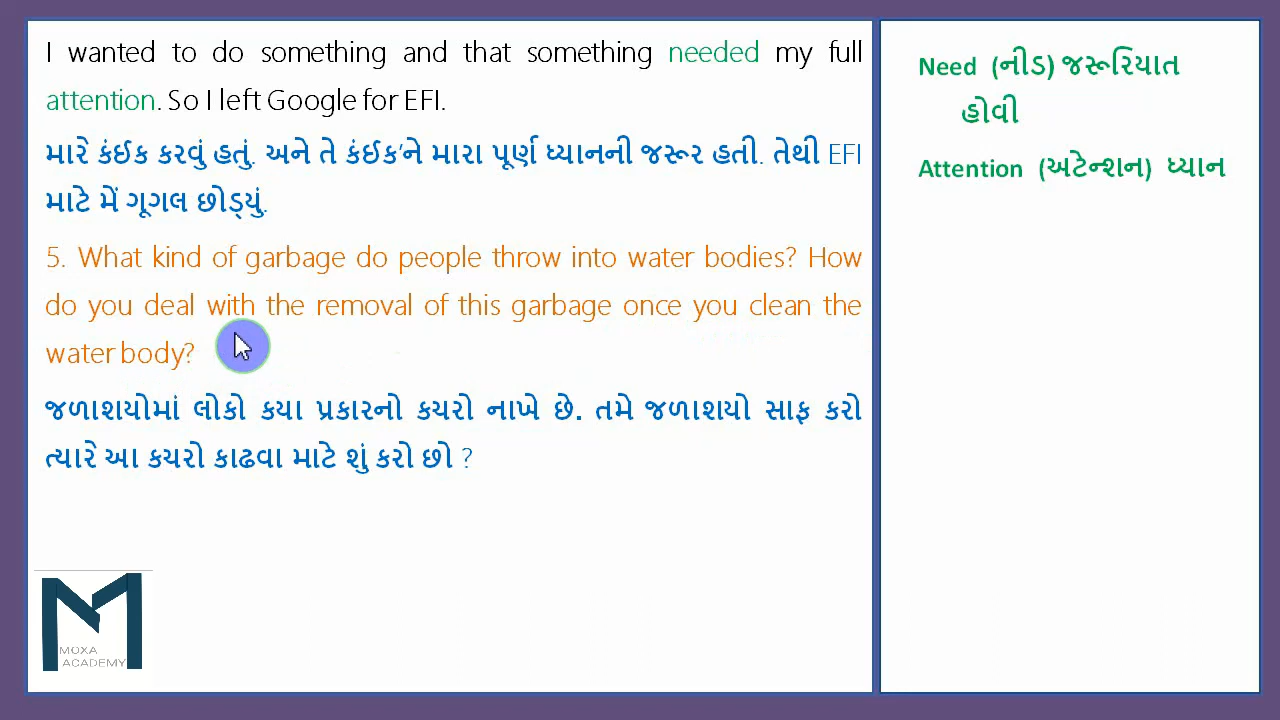 I wanted to do something and that something needed my full
attention. So I left Google for EFI.
મારે કંઈક કરવું હતું. અને તે કંઈક'ને મારા પૂર્ણ ધ્યાનની જરૂર હતી. તેથી EFI
માટે મેં ગૂગલ છોડ્યું.
5. What kind of garbage do people throw into water bodies? How
do you deal with the removal of this garbage once you clean the
water body?
જળાશયોમાં લોકો કયા પ્રકારનો કચરો નાખે છે. તમે જળાશયો સાફ કરો
ત્યારે આ કચરો કાઢવા માટે શું કરો છો ?
MOXA
ACADEMY
Need (નીડ) જરૂરિયાત
હોવી
Attention (અટેન્શન) ધ્યાન